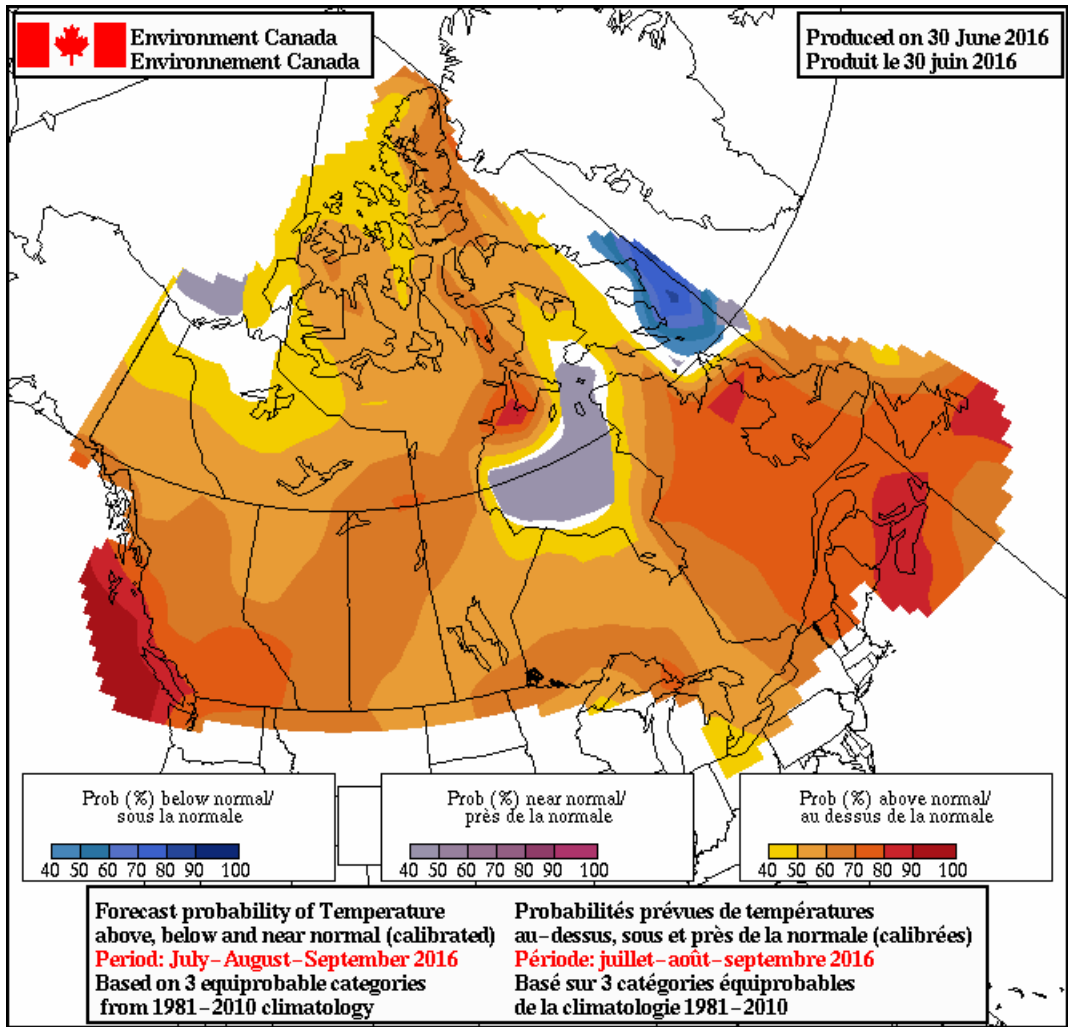 Environment Canada
Environnement Canada
Produced on 30 June 2016
Produit le 30 juin 2016
Prob (%) below normal/
sous la normale
40 50 60 70 80 90 100
Prob (%) near normal/
près de la normale
40 50 60 70 80 90 100
Prob (%) above normal/
au dessus de la normale
40 50 60 70 80 90 100
Forecast probability of Temperature
above, below and near normal (calibrated)
Period: July-August-September 2016
Based on 3 equiprobable categories
from 1981-2010 climatology
Probabilités prévues de températures
au-dessus, sous et près de la normale (calibrées)
Période: juillet-août-septembre 2016
Basé sur 3 catégories équiprobables
de la climatologie 1981-2010